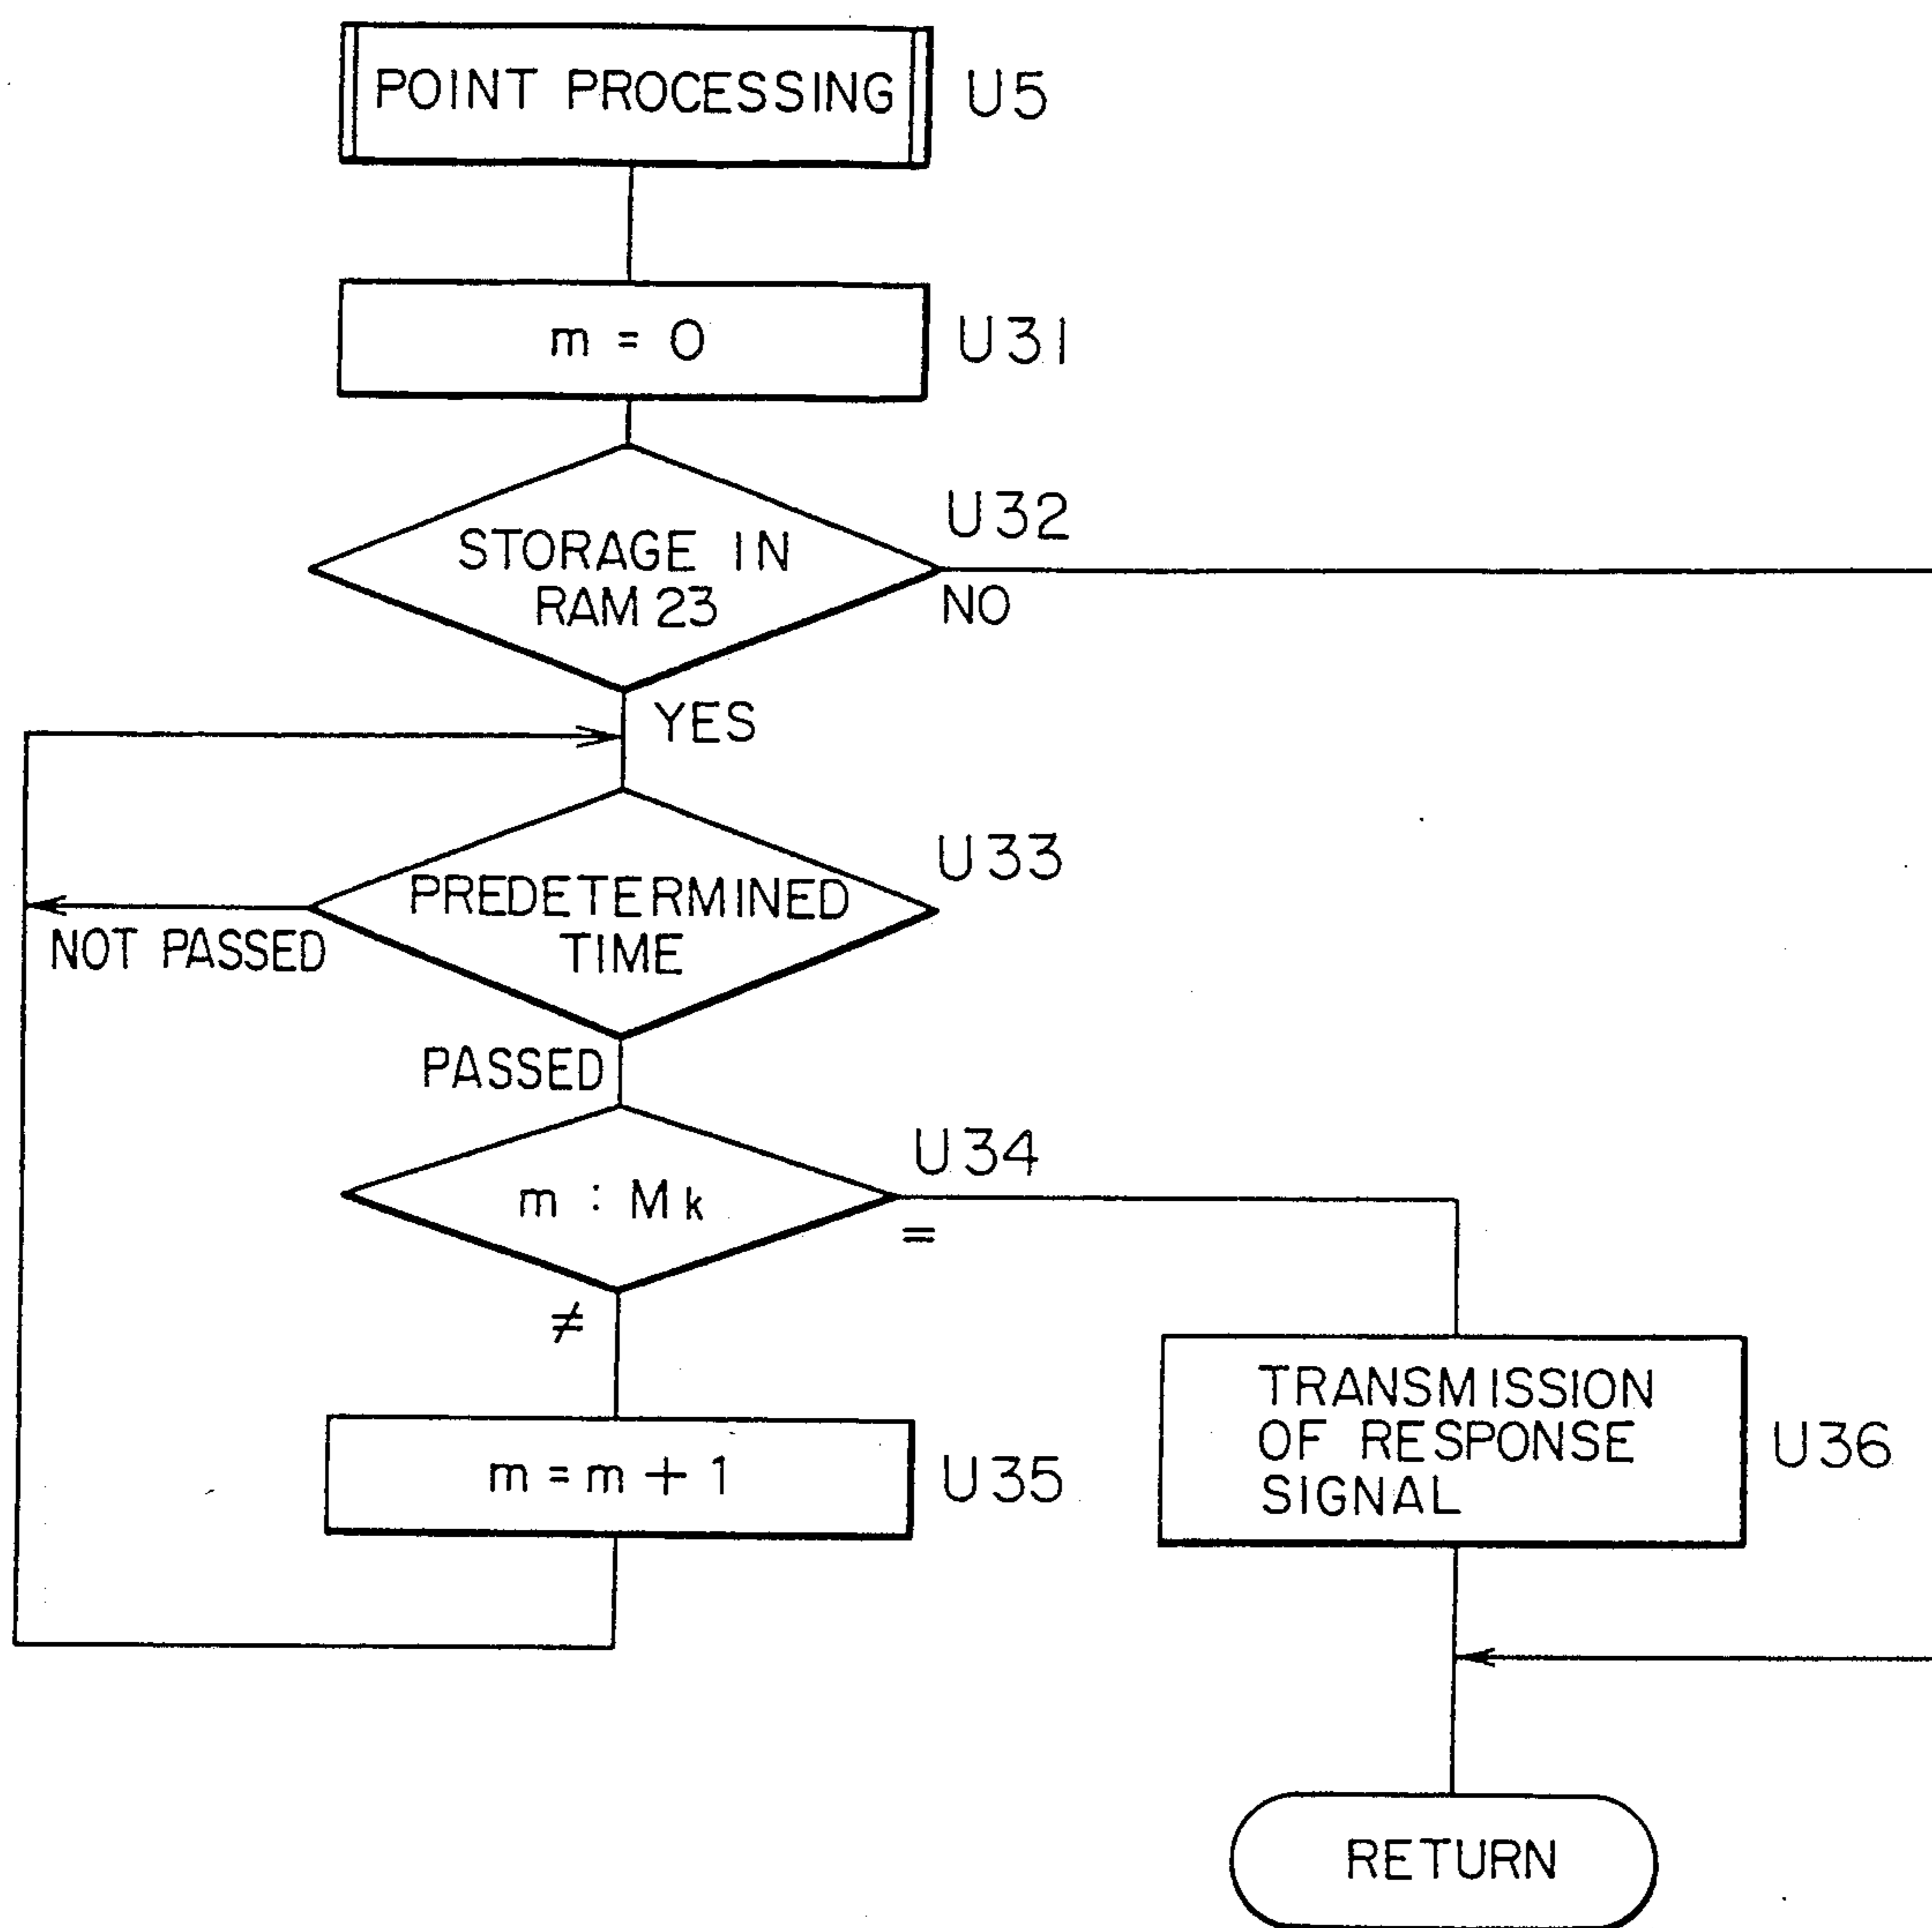 POINT PROCESSING U5
m = 0 U31
U32
STORAGE IN
RAM 23
NO
YES
U33
PREDETERMINED
TIME
NOT PASSED
PASSED
U34
m : Mk
=
≠
TRANSMISSION
OF RESPONSE
SIGNAL
U36
m = m + 1 U35
RETURN